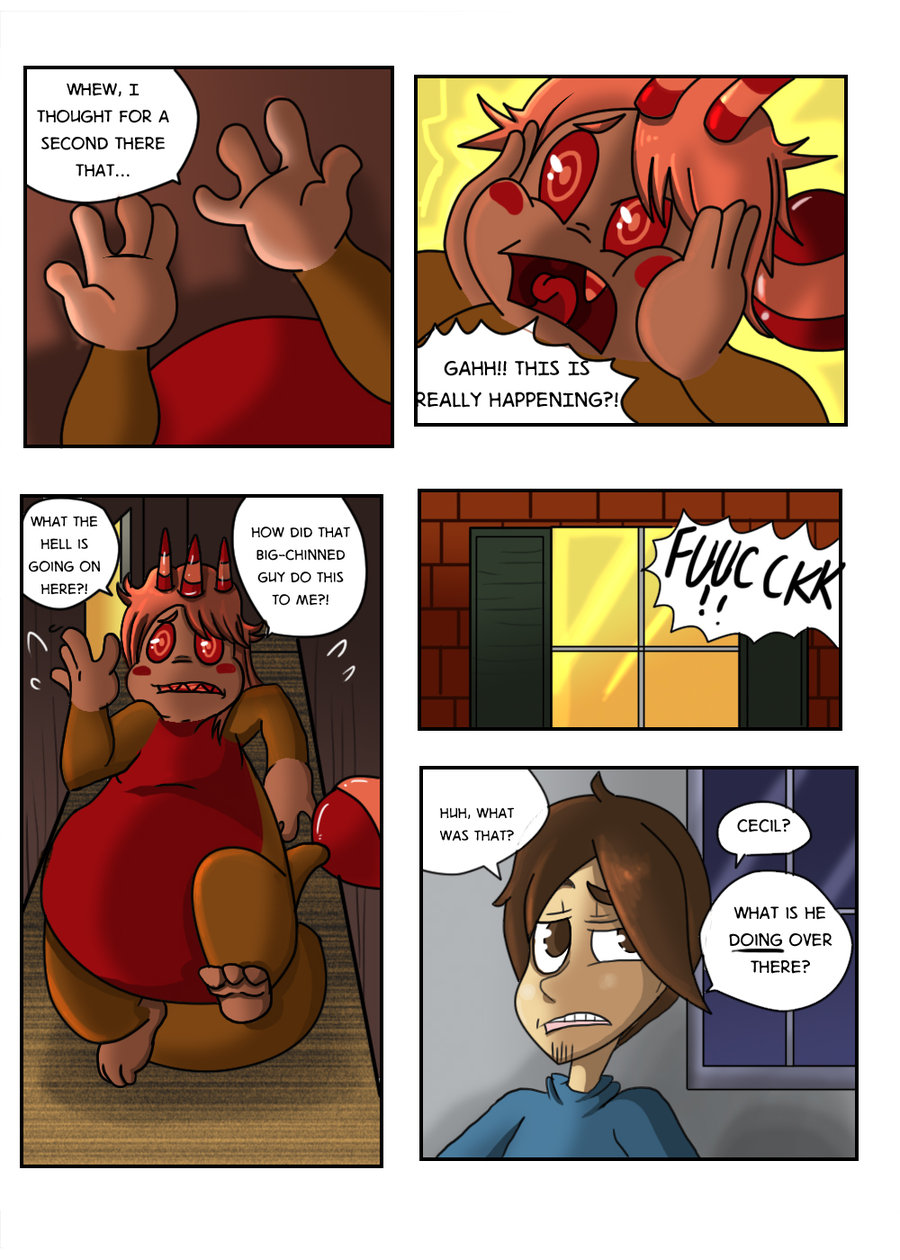 WHEW, I
THOUGHT FOR A
SECOND THERE
THAT...
GAHH!! THIS IS
REALLY HAPPENING?!
WHAT THE
HELL IS
GOING ON
HERE?!
HOW DID THAT
BIG-CHINNED
GUY DO THIS
TO ME?!
FUUC CKK
!!
HUH, WHAT
WAS THAT?
CECIL?
WHAT IS HE
DOING OVER
THERE?